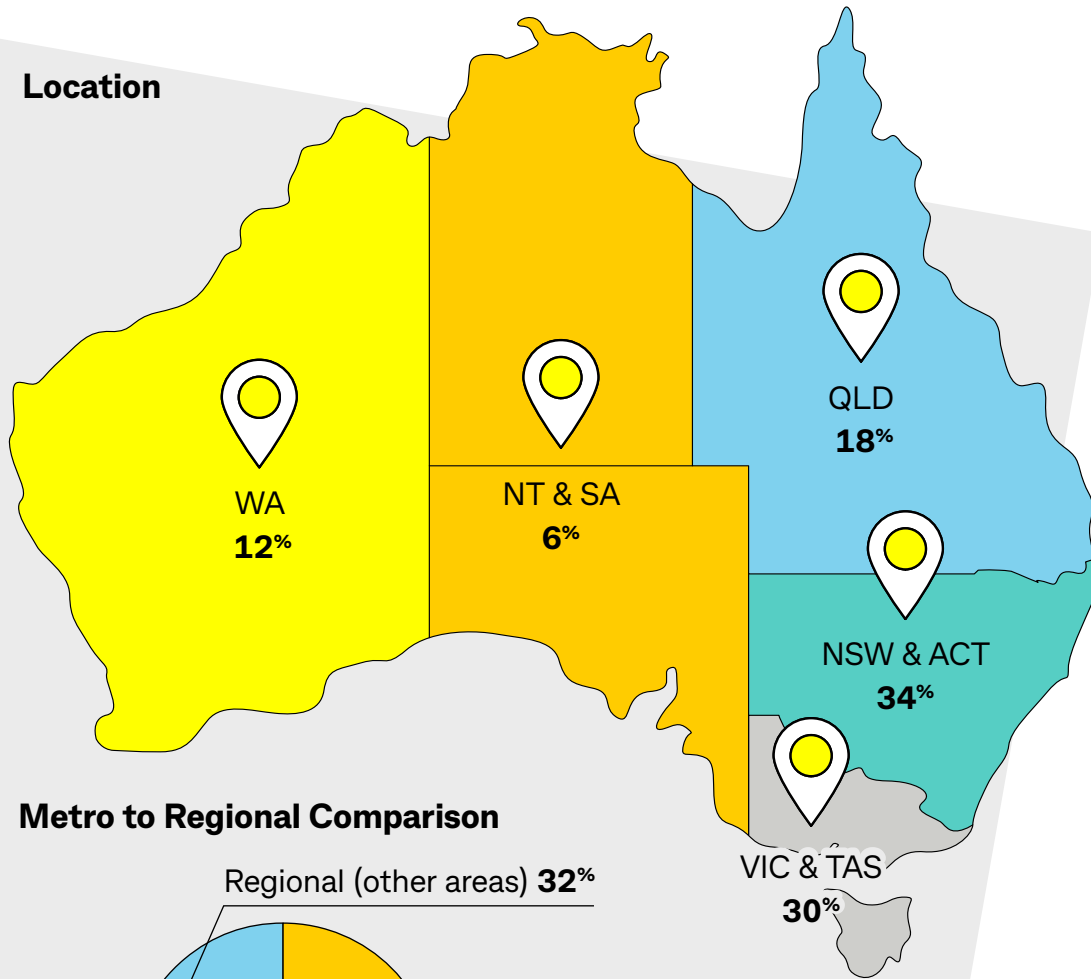 Location
QLD
18%
WA
12%
NT & SA
6%
NSW & ACT
34%
VIC & TAS
30%
Metro to Regional Comparison
Regional (other areas) 32%